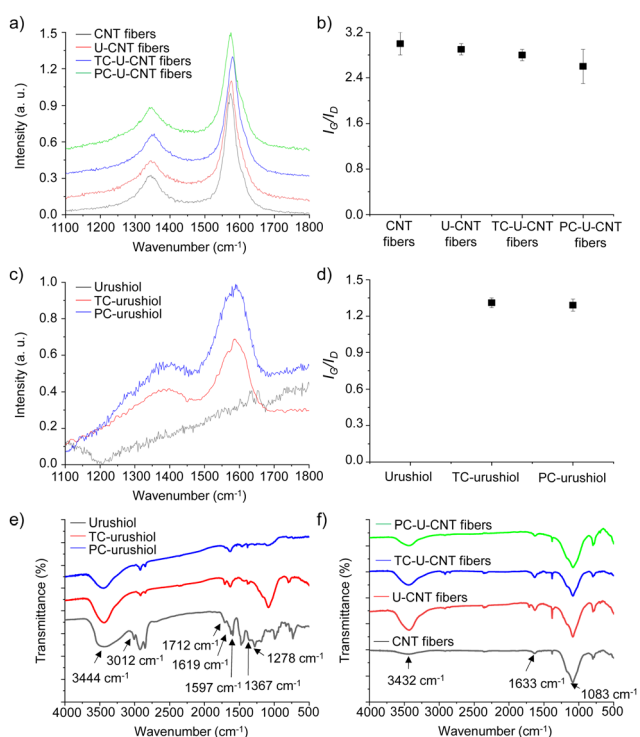 a)
CNT fibers
U-CNT fibers
TC-U-CNT fibers
PC-U-CNT fibers
Intensity (a. u.)
1.5
1.2
0.9
0.6
0.3
0.0
1100 1200 1300 1400 1500 1600 1700 1800
Wavenumber (cm⁻¹)
b)
I_G/I_D
3.2
2.4
1.6
0.8
0.0
CNT fibers
U-CNT fibers
TC-U-CNT fibers
PC-U-CNT fibers
c)
Urushiol
TC-urushiol
PC-urushiol
Intensity (a. u.)
1.0
0.8
0.6
0.4
0.2
0.0
1100 1200 1300 1400 1500 1600 1700 1800
Wavenumber (cm⁻¹)
d)
I_G/I_D
1.5
1.2
0.9
0.6
0.3
0.0
Urushiol TC-urushiol PC-urushiol
e)
Urushiol
TC-urushiol
PC-urushiol
Transmittance (%)
1712 cm⁻¹
3012 cm⁻¹
1619 cm⁻¹
1278 cm⁻¹
3444 cm⁻¹
1597 cm⁻¹
1367 cm⁻¹
4000 3500 3000 2500 2000 1500 1000 500
Wavenumber (cm⁻¹)
f)
PC-U-CNT fibers
TC-U-CNT fibers
U-CNT fibers
CNT fibers
Transmittance (%)
3432 cm⁻¹
1633 cm⁻¹
1083 cm⁻¹
4000 3500 3000 2500 2000 1500 1000 500
Wavenumber (cm⁻¹)